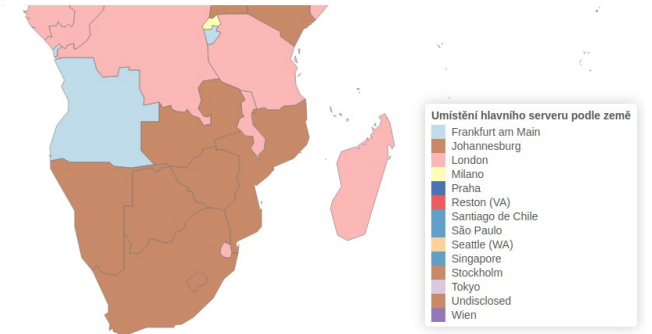 Umístění hlavního serveru podle země
Frankfurt am Main
Johannesburg
London
Milano
Praha
Reston (VA)
Santiago de Chile
São Paulo
Seattle (WA)
Singapore
Stockholm
Tokyo
Undisclosed
Wien